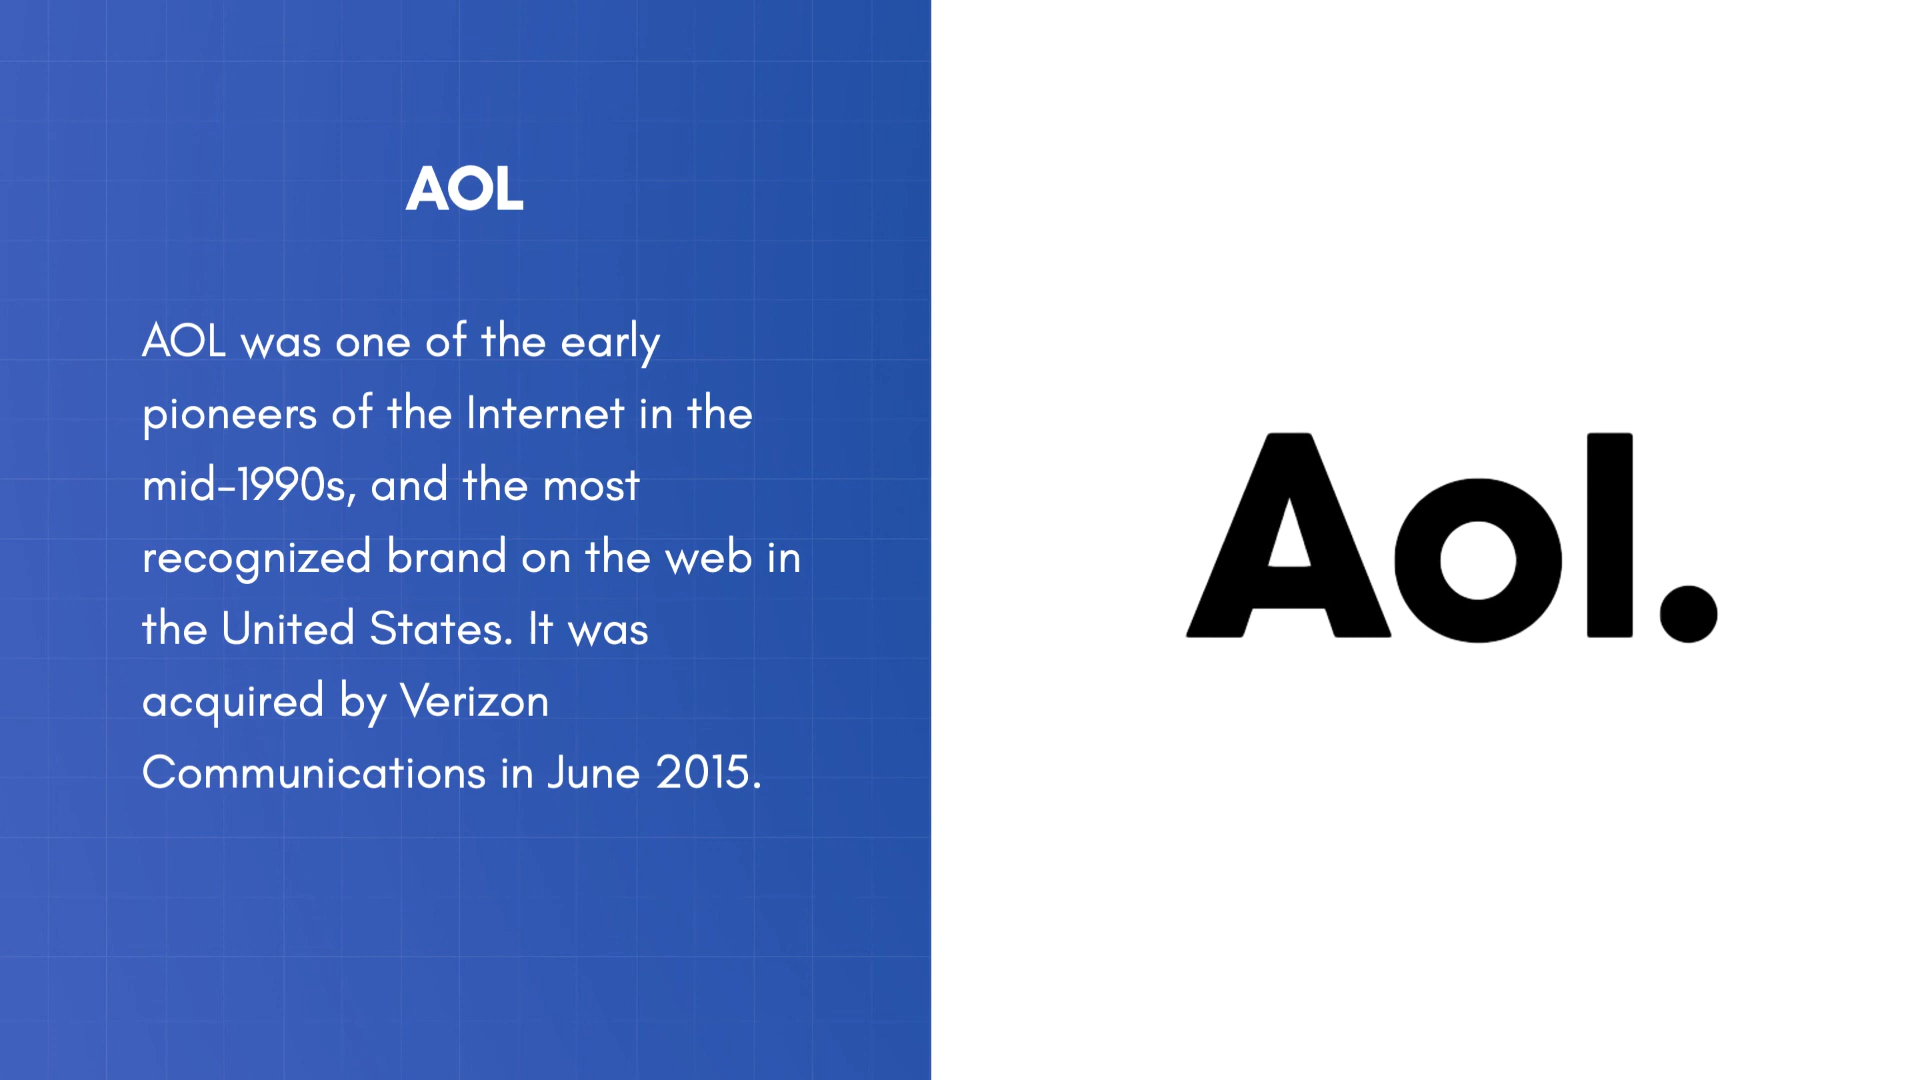 AOL
AOL was one of the early
pioneers of the Internet in the
mid-1990s, and the most
recognized brand on the web in
the United States. It was
acquired by Verizon
Communications in June 2015.
Aol.